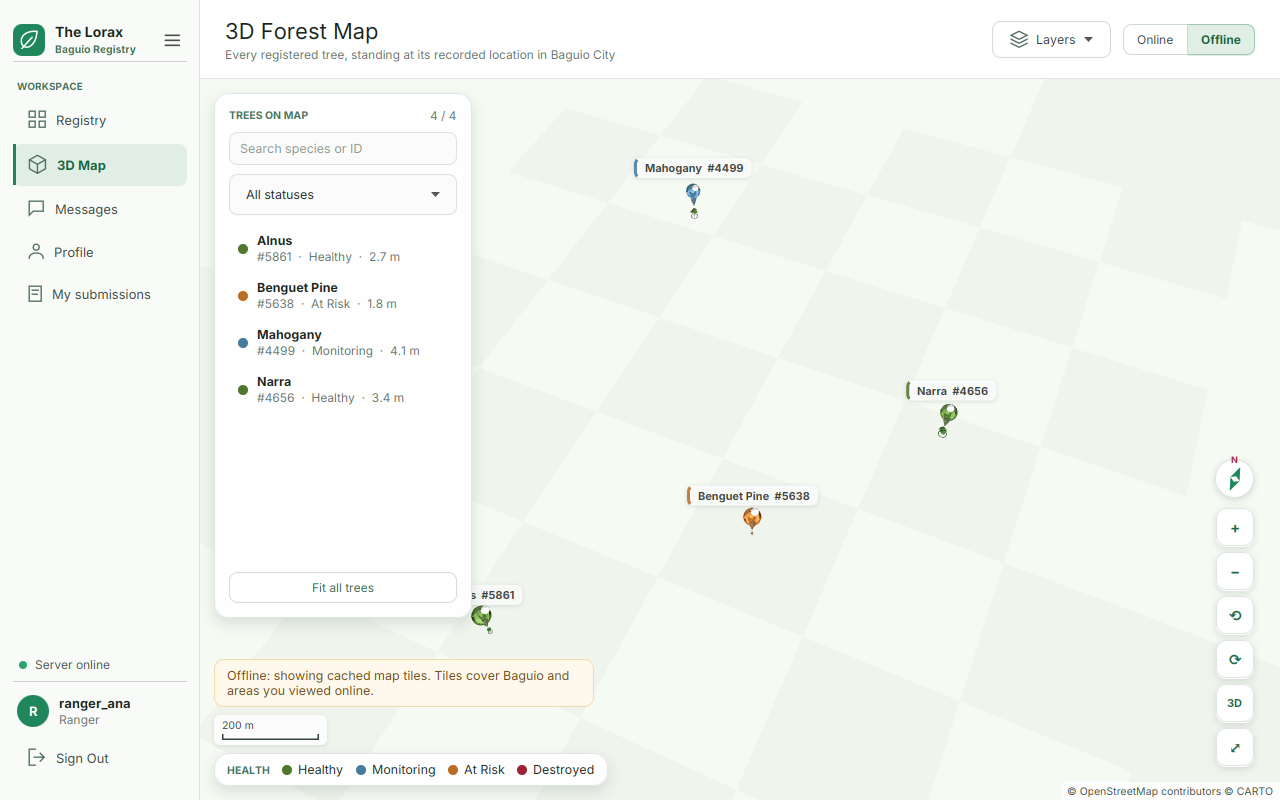 The Lorax
Baguio Registry
WORKSPACE
Registry
3D Map
Messages
Profile
My submissions
Server online
R
ranger_ana
Ranger
Sign Out
3D Forest Map
Every registered tree, standing at its recorded location in Baguio City
Layers
Online
Offline
TREES ON MAP
4 / 4
Search species or ID
All statuses
Alnus
#5861 · Healthy · 2.7 m
Benguet Pine
#5638 · At Risk · 1.8 m
Mahogany
#4499 · Monitoring · 4.1 m
Narra
#4656 · Healthy · 3.4 m
Fit all trees
Mahogany #4499
Narra #4656
Benguet Pine #5638
s #5861
N
+
−
3D
Offline: showing cached map tiles. Tiles cover Baguio and
areas you viewed online.
200 m
HEALTH
Healthy
Monitoring
At Risk
Destroyed
© OpenStreetMap contributors © CARTO